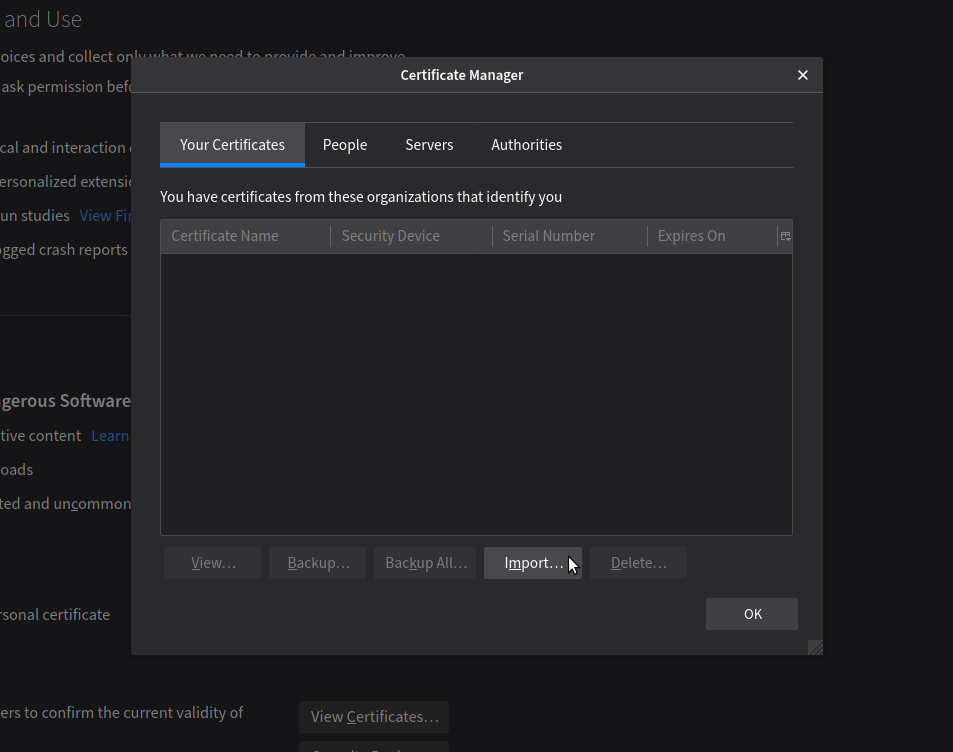 and Use
oices and collect only what we need to provide and improve
ask permission bef
Certificate Manager
cal and interaction
ersonalized extensi
un studies View Fi
ogged crash reports
Your Certificates People Servers Authorities
You have certificates from these organizations that identify you
Certificate Name Security Device Serial Number Expires On
gerous Software
tive content Learn
oads
ted and uncommon
View… Backup… Backup All… Import… Delete…
OK
rsonal certificate
ers to confirm the current validity of
View Certificates…